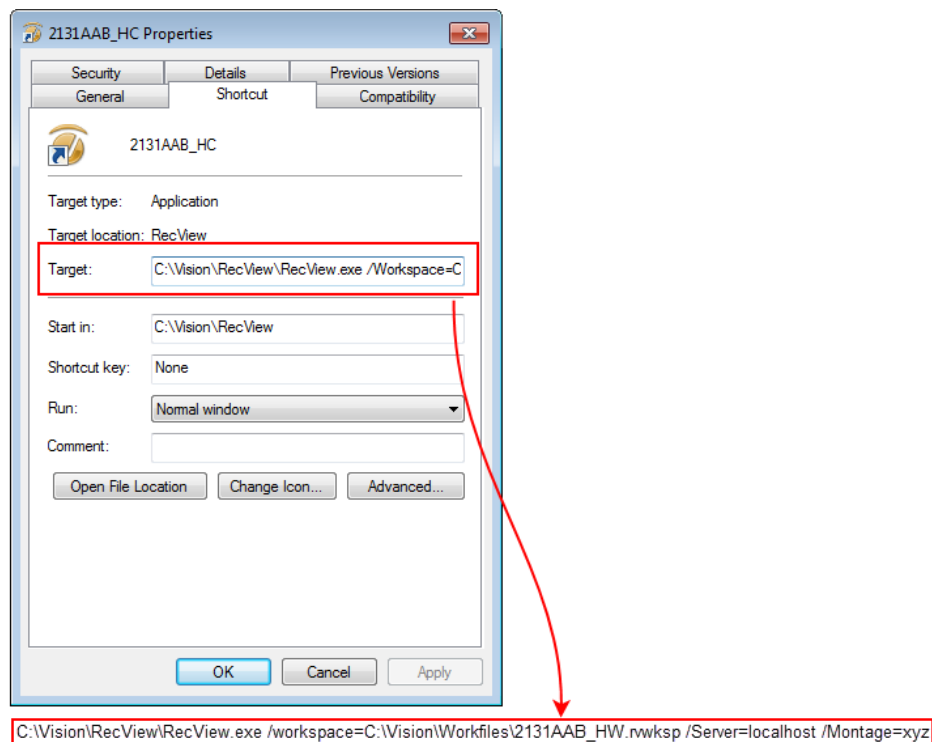 2131AAB_HC Properties
Security Details Previous Versions
General Shortcut Compatibility
2131AAB_HC
Target type: Application
Target location: RecView
Target: C:\Vision\RecView\RecView.exe /Workspace=C
Start in: C:\Vision\RecView
Shortcut key: None
Run: Normal window
Comment:
Open File Location Change Icon... Advanced...
OK Cancel Apply
C:\Vision\RecView\RecView.exe /workspace=C:\Vision\Workfiles\2131AAB_HW.rwksp /Server=localhost /Montage=xyz